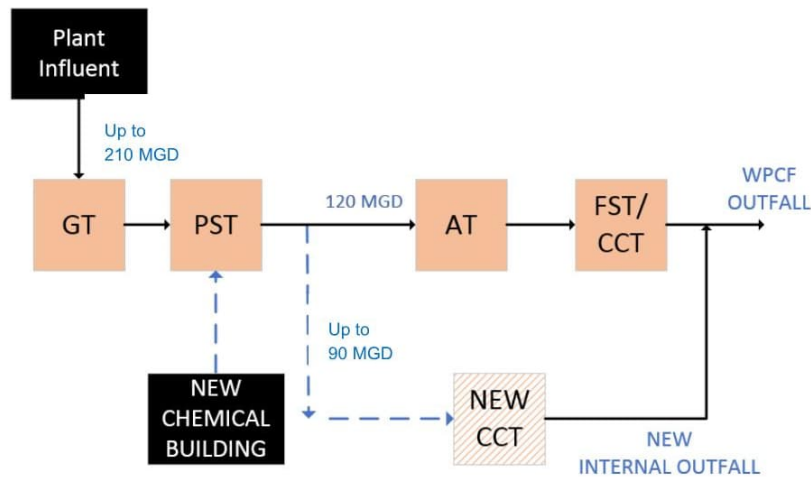 Plant
Influent
Up to
210 MGD
GT
PST
120 MGD
AT
FST/
CCT
WPCF
OUTFALL
Up to
90 MGD
NEW
CHEMICAL
BUILDING
NEW
CCT
NEW
INTERNAL OUTFALL